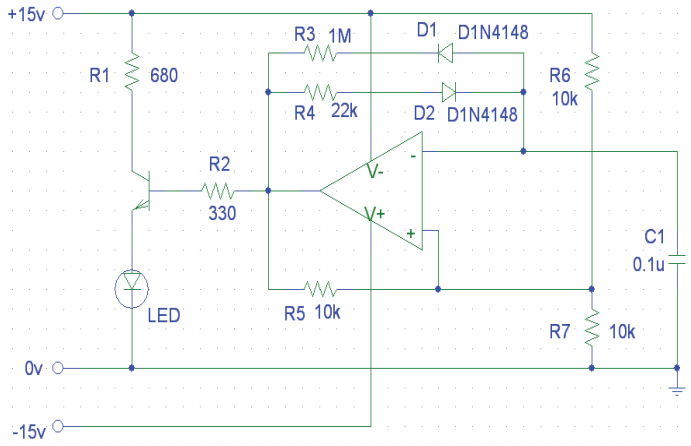 +15v
R3 1M
D1 D1N4148
R1 680
R4 22k
D2 D1N4148
R6
10k
R2
330
V-
-
V+
+
C1
0.1u
R5 10k
LED
R7 10k
0v
-15v